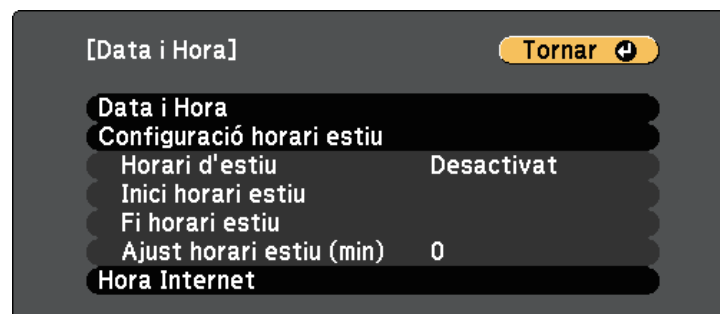 [Data i Hora] Tornar
Data i Hora
Configuració horari estiu
Horari d'estiu Desactivat
Inici horari estiu
Fi horari estiu
Ajust horari estiu (min) 0
Hora Internet